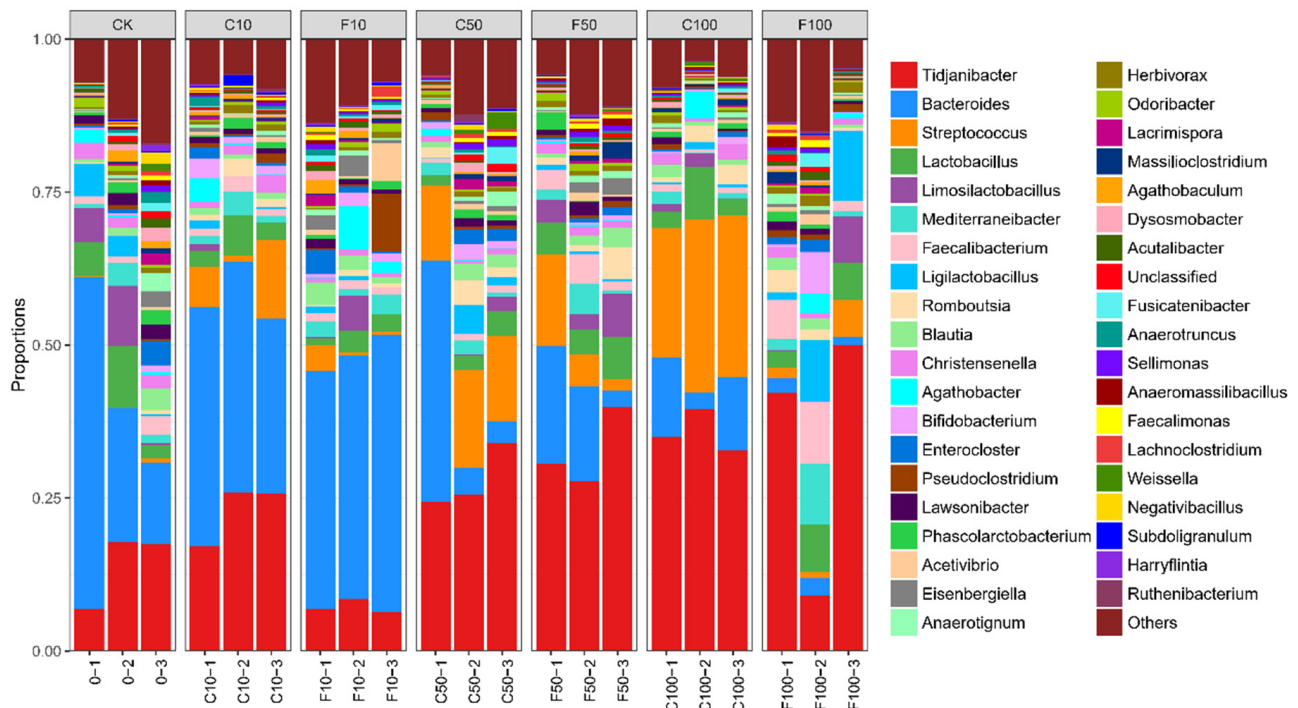 CK C10 F10 C50 F50 C100 F100
1.00
0.75
0.50
0.25
0.00
Proportions
0-1 0-2 0-3 C10-1 C10-2 C10-3 F10-1 F10-2 F10-3 C50-1 C50-2 C50-3 F50-1 F50-2 F50-3 C100-1 C100-2 C100-3 F100-1 F100-2 F100-3
Tidjanibacter
Bacteroides
Streptococcus
Lactobacillus
Limosilactobacillus
Mediterraneibacter
Faecalibacterium
Ligilactobacillus
Romboutsia
Blautia
Christensenella
Agathobacter
Bifidobacterium
Enterocloster
Pseudoclostridium
Lawsonibacter
Phascolarctobacterium
Acetivibrio
Eisenbergiella
Anaerotignum
Herbivorax
Odoribacter
Lacrimispora
Massilioclostridium
Agathobaculum
Dysosmobacter
Acutalibacter
Unclassified
Fusicatenibacter
Anaerotruncus
Sellimonas
Anaeromassilibacillus
Faecalimonas
Lachnoclostridium
Weissella
Negativibacillus
Subdoligranulum
Harryflintia
Ruthenibacterium
Others